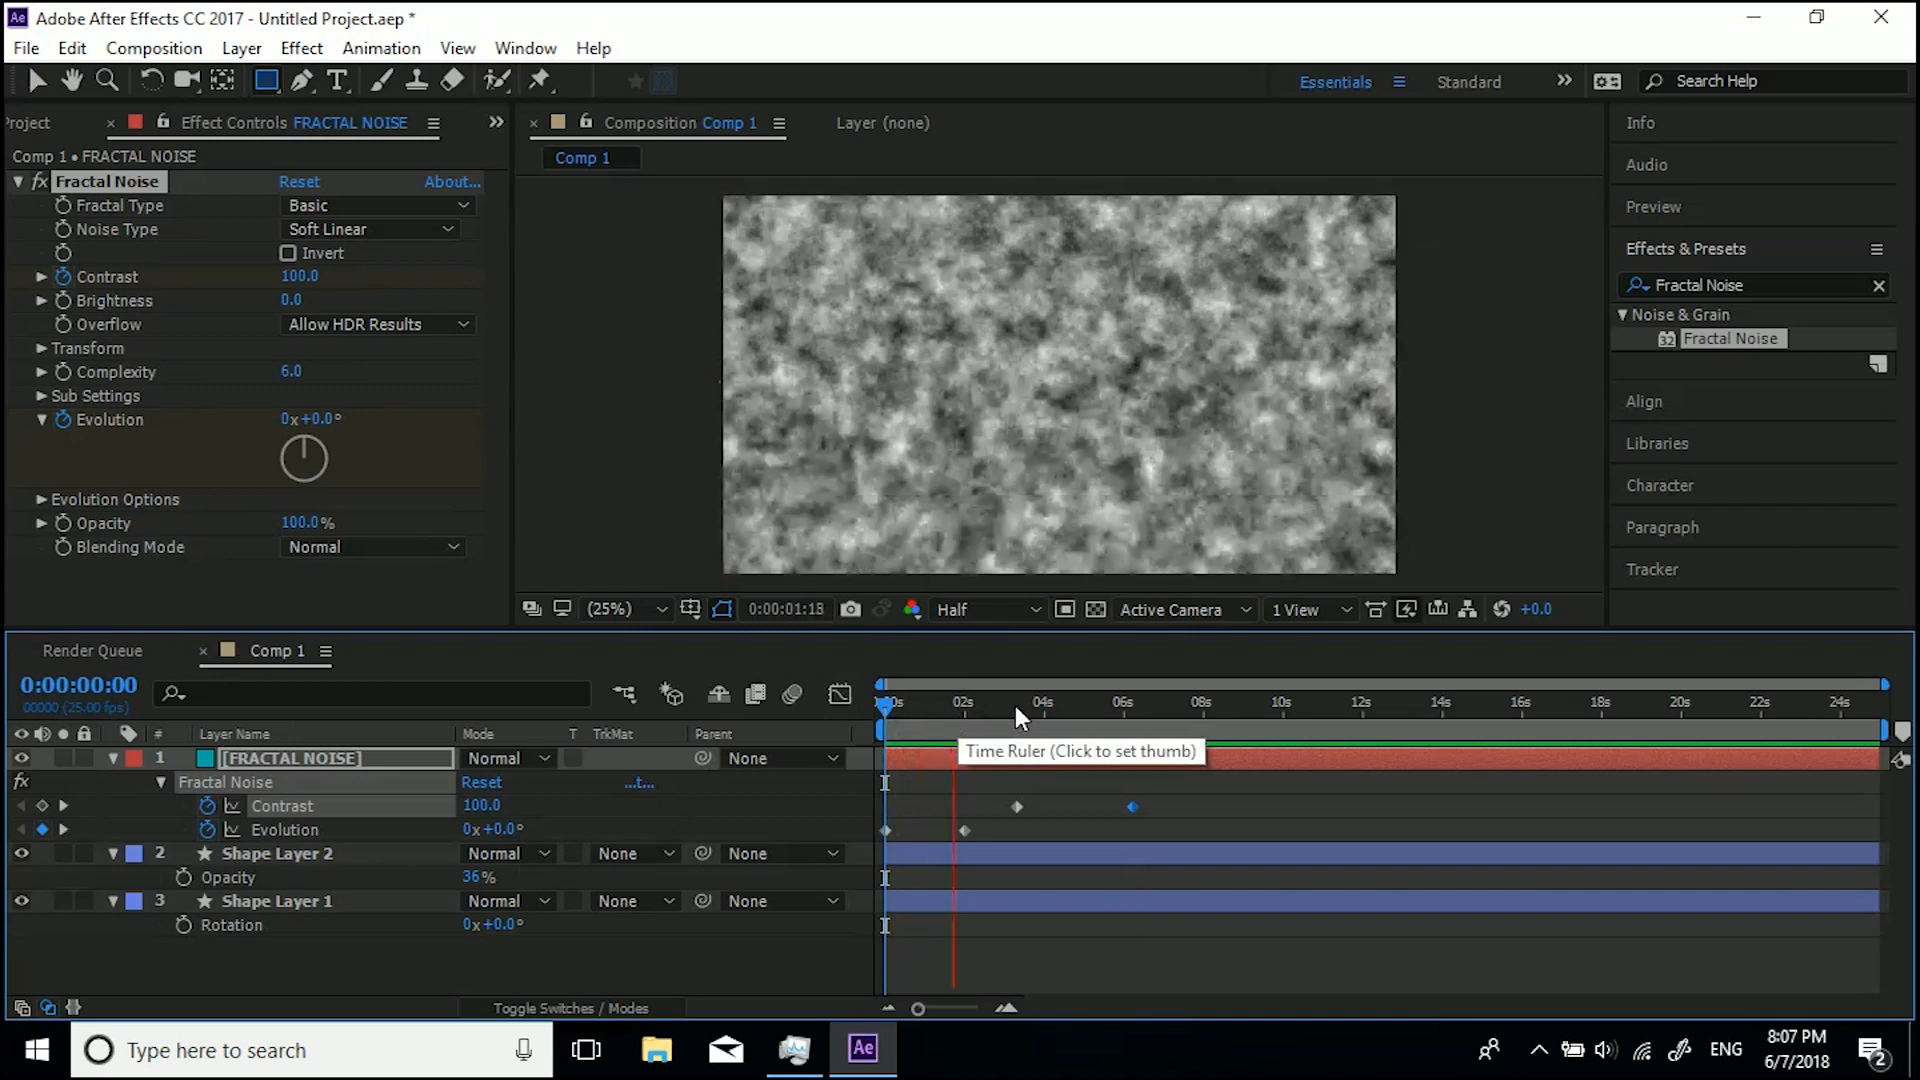 Ae Adobe After Effects CC 2017 - Untitled Project.aep *
File Edit Composition Layer Effect Animation View Window Help
T Essentials Standard Search Help
Project Effect Controls FRACTAL NOISE
Comp 1 • FRACTAL NOISE
fx Fractal Noise Reset About...
Fractal Type Basic
Noise Type Soft Linear
Invert
Contrast 100.0
Brightness 0.0
Overflow Allow HDR Results
Transform
Complexity 6.0
Sub Settings
Evolution 0x+0.0°
Evolution Options
Opacity 100.0%
Blending Mode Normal
Composition Comp 1 Layer (none)
Comp 1
(25%) 0:00:01:18 Half Active Camera 1 View +0.0
Info
Audio
Preview
Effects & Presets
Fractal Noise
Noise & Grain
32 Fractal Noise
Align
Libraries
Character
Paragraph
Tracker
Render Queue Comp 1
0:00:00:00
00000 (25.00 fps)
02s 04s 06s 08s 10s 12s 14s 16s 18s 20s 22s 24s
# Layer Name Mode T TrkMat Parent
1 [FRACTAL NOISE] Normal None
Time Ruler (Click to set thumb)
fx Fractal Noise Reset ...t...
Contrast 100.0
Evolution 0x+0.0°
2 Shape Layer 2 Normal None None
Opacity 36%
3 Shape Layer 1 Normal None None
Rotation 0x+0.0°
Toggle Switches / Modes
Type here to search Ae ENG
8:07 PM
6/7/2018
2